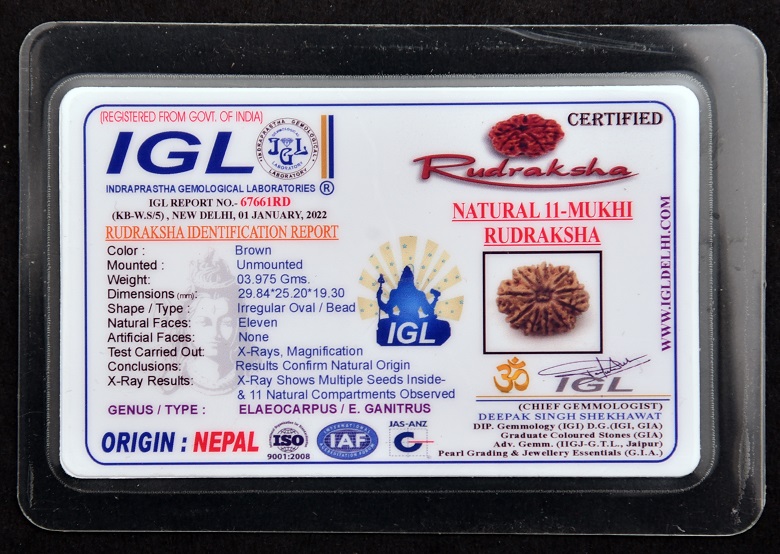 (REGISTERED FROM GOVT. OF INDIA)
IGL
INDRAPRASTHA GEMOLOGICAL LABORATORY
IGL
INDRAPRASTHA GEMOLOGICAL LABORATORIES ®
IGL REPORT NO.- 67661RD
(KB-W.S/5) , NEW DELHI, 01 JANUARY, 2022
RUDRAKSHA IDENTIFICATION REPORT
Color : Brown
Mounted : Unmounted
Weight: 03.975 Gms.
Dimensions (mm): 29.84*25.20*19.30
Shape / Type : Irregular Oval / Bead
Natural Faces: Eleven
Artificial Faces: None
Test Carried Out: X-Rays, Magnification
Conclusions: Results Confirm Natural Origin
X-Ray Results: X-Ray Shows Multiple Seeds Inside-
& 11 Natural Compartments Observed
GENUS / TYPE : ELAEOCARPUS / E. GANITRUS
ORIGIN : NEPAL
ISO
9001:2008
IAF
JAS-ANZ
IGL
CERTIFIED
Rudraksha
NATURAL 11-MUKHI
RUDRAKSHA
WWW.IGLDELHI.COM
ॐ
IGL
(CHIEF GEMMOLOGIST)
DEEPAK SINGH SHEKHAWAT
DIP. Gemmology (IGI) D.G.(IGI, GIA)
Graduate Coloured Stones (GIA)
Adv. Gemm. (IIGJ-G.T.L., Jaipur)
Pearl Grading & Jewellery Essentials (G.I.A.)